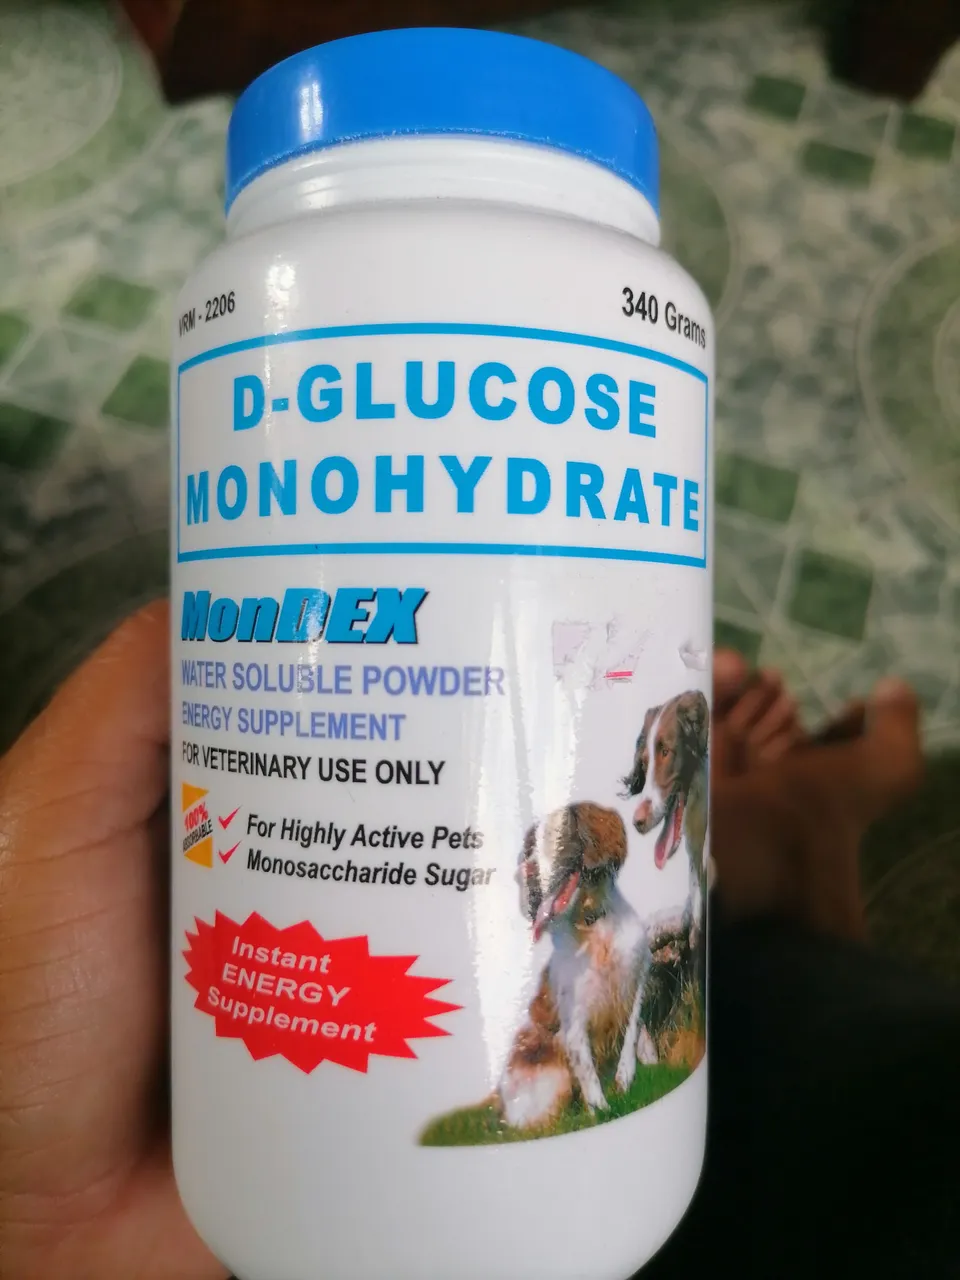 VRM - 2206
340 Grams
D-GLUCOSE
MONOHYDRATE
MonDEX
WATER SOLUBLE POWDER
ENERGY SUPPLEMENT
FOR VETERINARY USE ONLY
100%
ABSORBABLE
For Highly Active Pets
Monosaccharide Sugar
Instant
ENERGY
Supplement